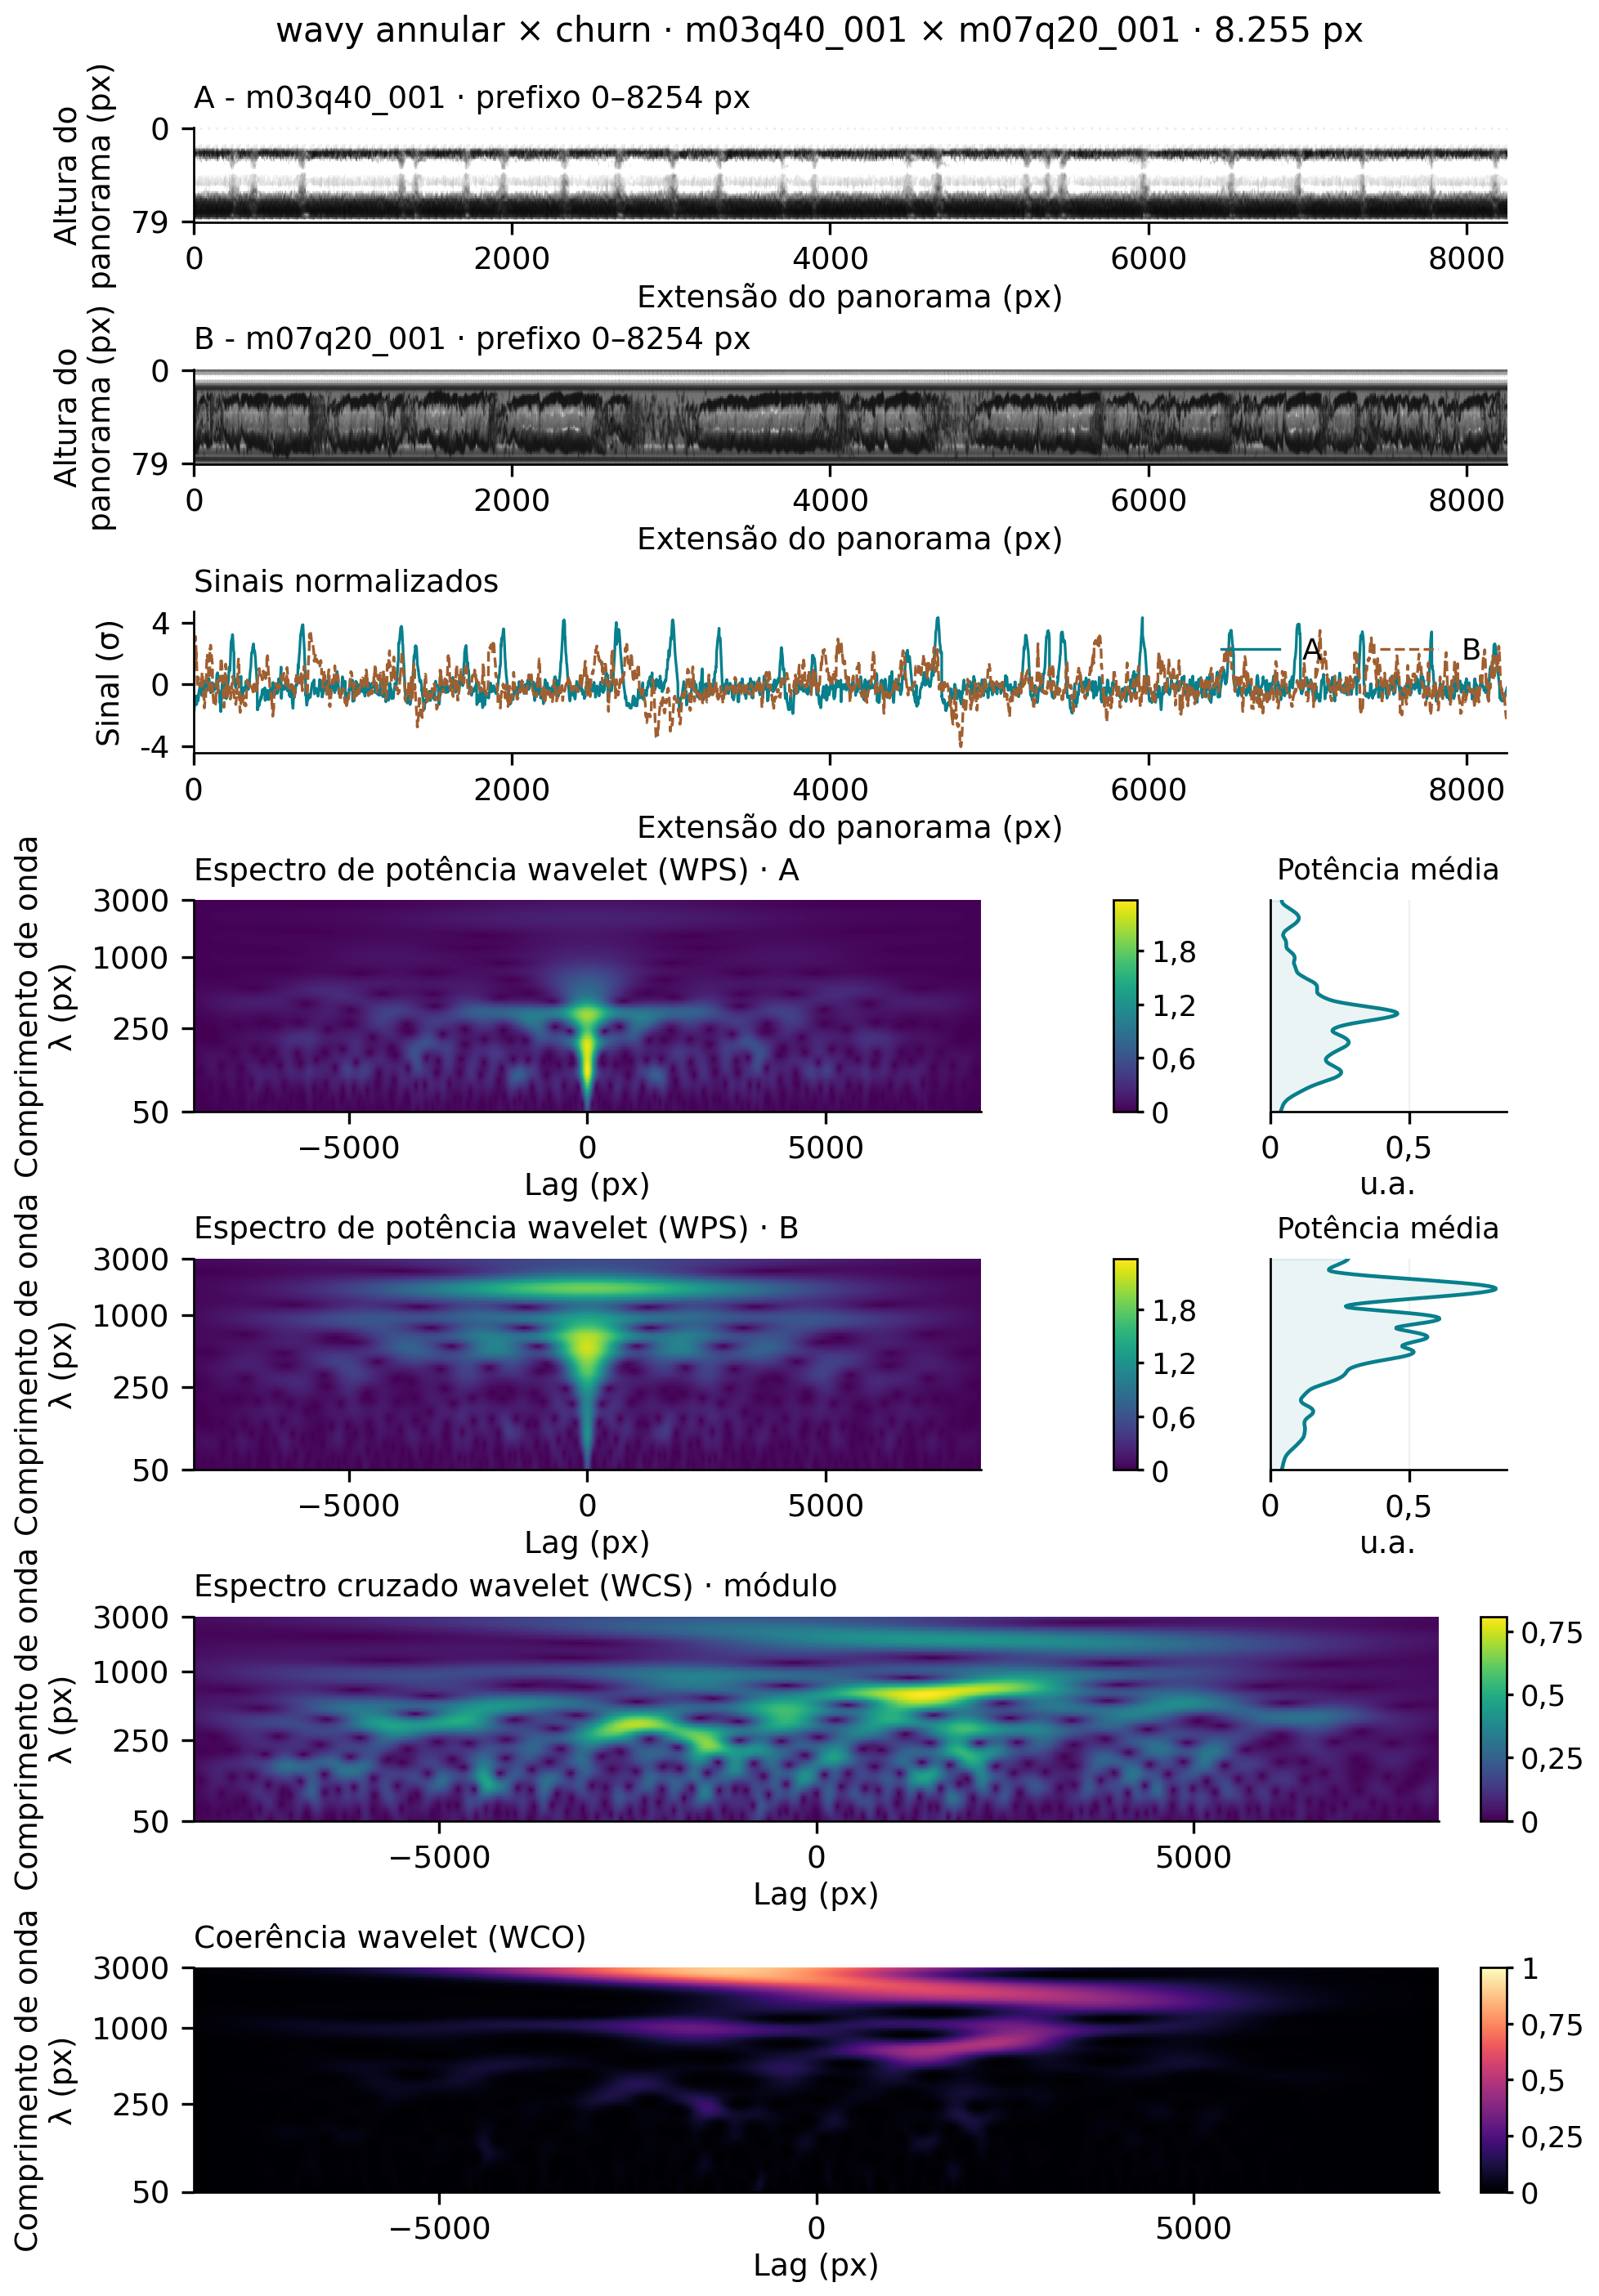 wavy annular × churn · m03q40_001 × m07q20_001 · 8.255 px
A - m03q40_001 · prefixo 0–8254 px
Altura do
panorama (px)
0
79
0 2000 4000 6000 8000
Extensão do panorama (px)
B - m07q20_001 · prefixo 0–8254 px
Altura do
panorama (px)
0
79
0 2000 4000 6000 8000
Extensão do panorama (px)
Sinais normalizados
Sinal (σ)
4
0
-4
A B
0 2000 4000 6000 8000
Extensão do panorama (px)
Espectro de potência wavelet (WPS) · A
Comprimento de onda
λ (px)
3000
1000
250
50
−5000 0 5000
Lag (px)
1,8
1,2
0,6
0
Potência média
0 0,5
u.a.
Espectro de potência wavelet (WPS) · B
Comprimento de onda
λ (px)
3000
1000
250
50
−5000 0 5000
Lag (px)
1,8
1,2
0,6
0
Potência média
0 0,5
u.a.
Espectro cruzado wavelet (WCS) · módulo
Comprimento de onda
λ (px)
3000
1000
250
50
−5000 0 5000
Lag (px)
0,75
0,5
0,25
0
Coerência wavelet (WCO)
Comprimento de onda
λ (px)
3000
1000
250
50
−5000 0 5000
Lag (px)
1
0,75
0,5
0,25
0